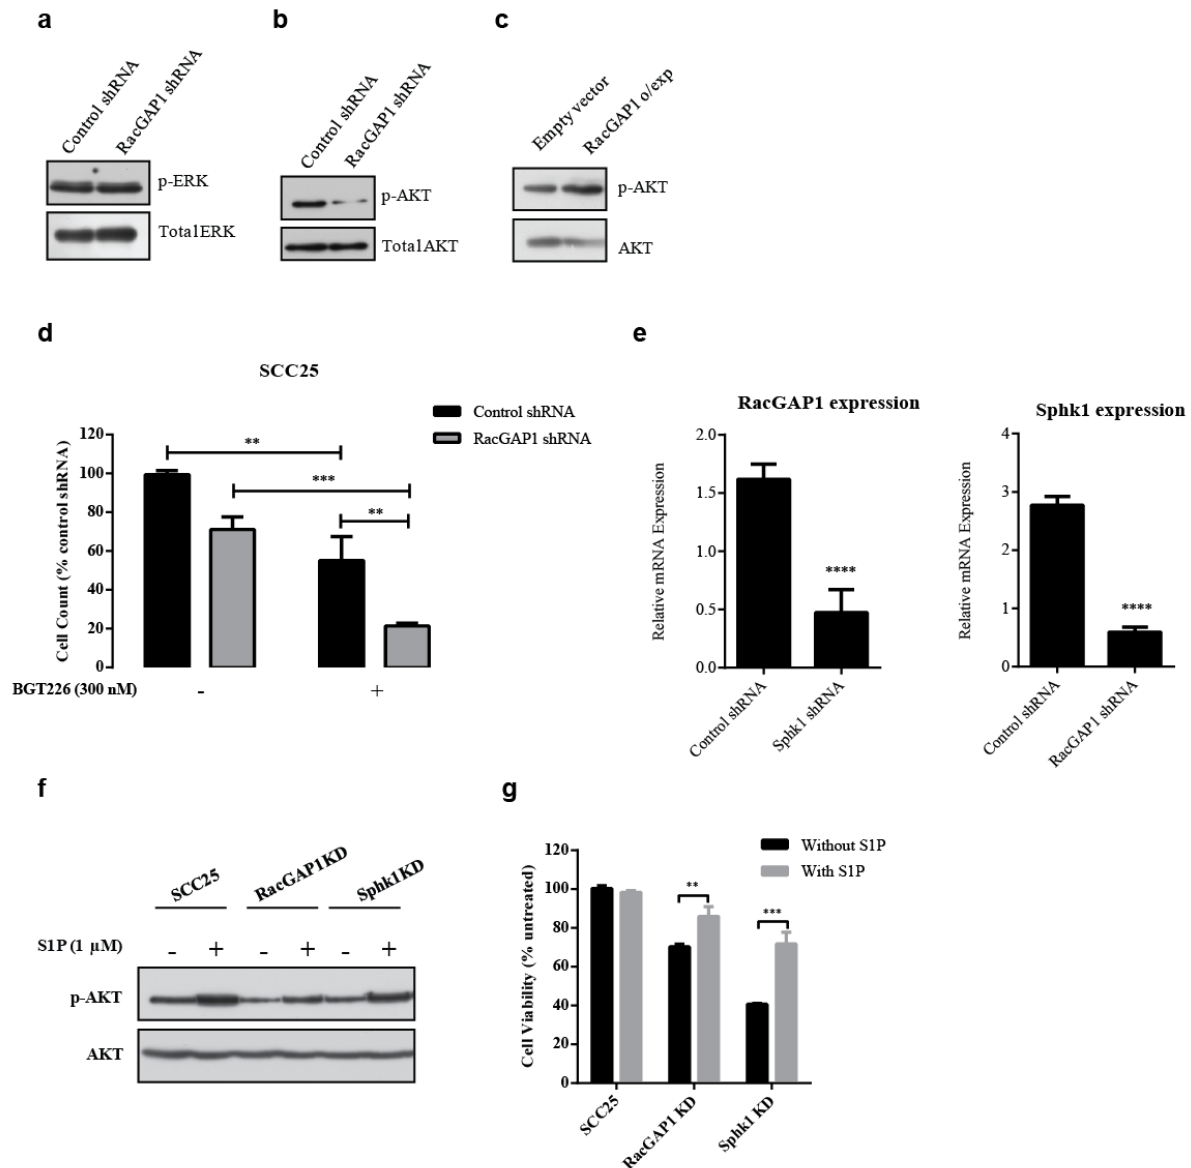 a
b
c
Control shRNA
RacGAP1 shRNA
p-ERK
Total ERK
Control shRNA
RacGAP1 shRNA
p-AKT
Total AKT
Empty vector
RacGAP1 o/exp
p-AKT
AKT
d
SCC25
Control shRNA
RacGAP1 shRNA
Cell Count (% control shRNA)
120
100
80
60
40
20
0
**
***
**
BGT226 (300 nM)
-
+
e
RacGAP1 expression
Relative mRNA Expression
2.0
1.5
1.0
0.5
0.0
****
Control shRNA
Sphk1 shRNA
Sphk1 expression
Relative mRNA Expression
4
3
2
1
0
****
Control shRNA
RacGAP1 shRNA
f
SCC25
RacGAP1KD
Sphk1KD
S1P (1 µM)
- + - + - +
p-AKT
AKT
g
Without S1P
With S1P
Cell Viability (% untreated)
120
100
80
60
40
20
0
**
***
SCC25
RacGAP1 KD
Sphk1 KD